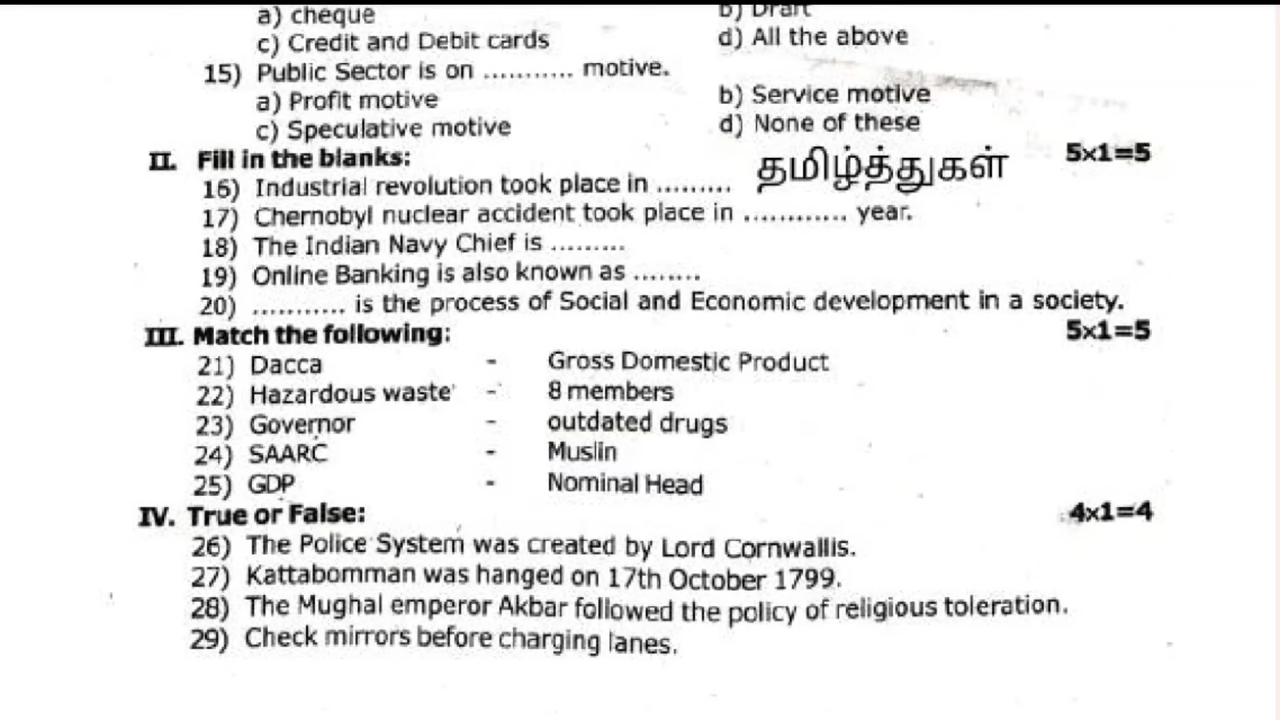 a) cheque b) Draft
c) Credit and Debit cards d) All the above
15) Public Sector is on ........... motive.
a) Profit motive b) Service motive
c) Speculative motive d) None of these
II. Fill in the blanks: 5x1=5
தமிழ்த்துகள்
16) Industrial revolution took place in .........
17) Chernobyl nuclear accident took place in ............ year.
18) The Indian Navy Chief is .........
19) Online Banking is also known as ........
20) ........... is the process of Social and Economic development in a society.
III. Match the following: 5x1=5
21) Dacca - Gross Domestic Product
22) Hazardous waste - 8 members
23) Governor - outdated drugs
24) SAARC - Muslin
25) GDP - Nominal Head
IV. True or False: 4x1=4
26) The Police System was created by Lord Cornwallis.
27) Kattabomman was hanged on 17th October 1799.
28) The Mughal emperor Akbar followed the policy of religious toleration.
29) Check mirrors before charging lanes.